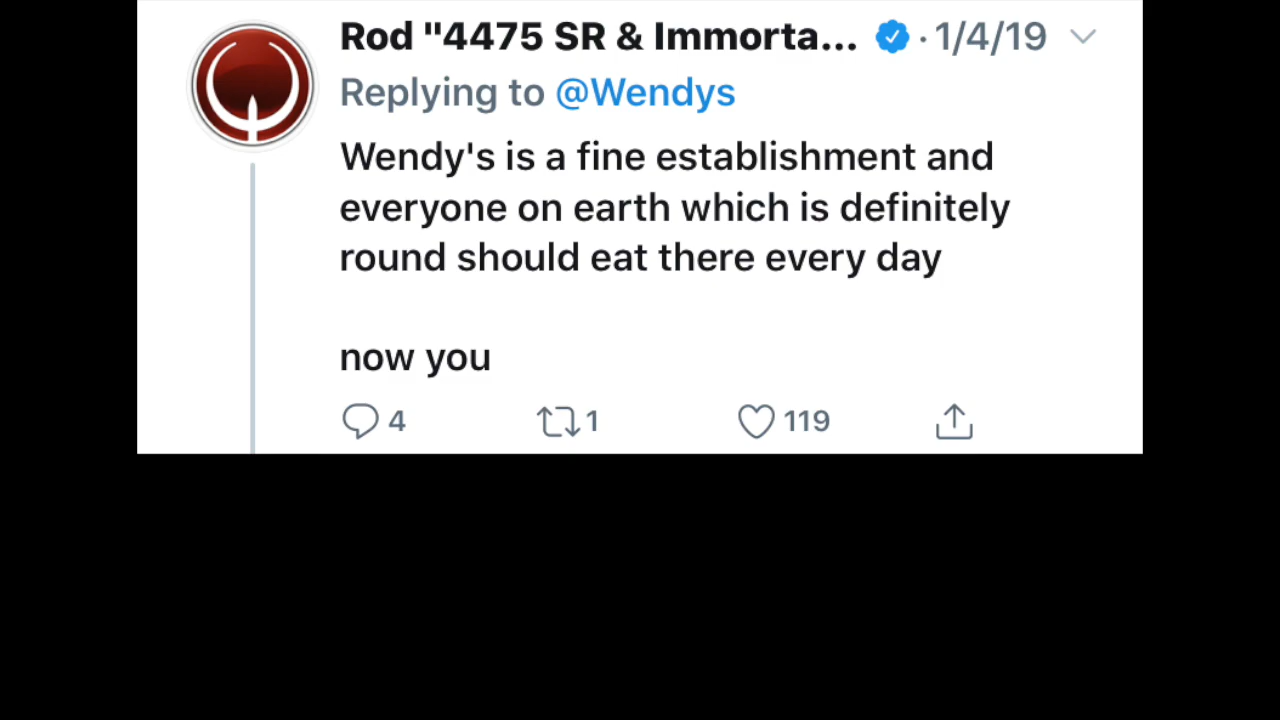 Rod "4475 SR & Immorta... · 1/4/19
Replying to @Wendys
Wendy's is a fine establishment and
everyone on earth which is definitely
round should eat there every day
now you
4 1 119